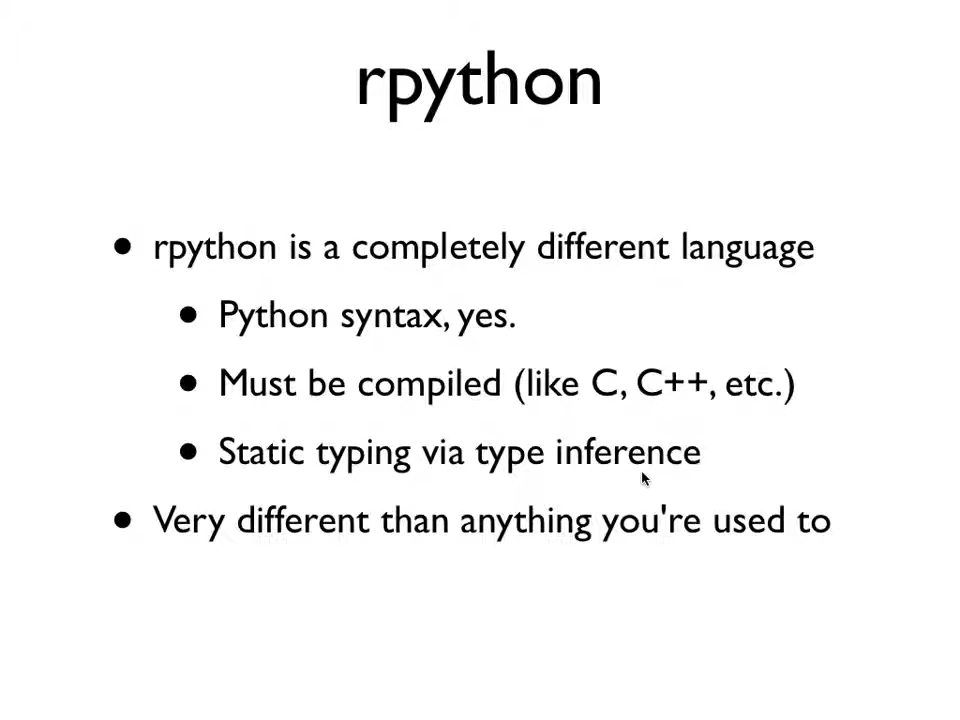 rpython
• rpython is a completely different language
• Python syntax, yes.
• Must be compiled (like C, C++, etc.)
• Static typing via type inference
• Very different than anything you're used to